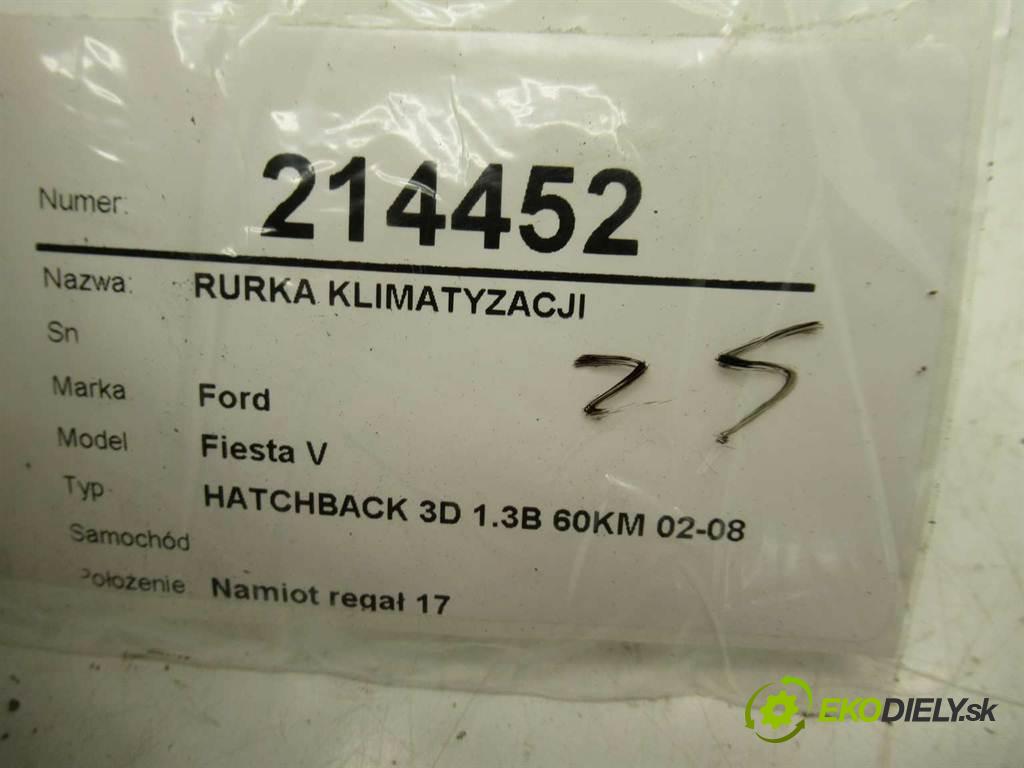 Numer: 214452
Nazwa: RURKA KLIMATYZACJI
Sn
25
Marka Ford
Model Fiesta V
Typ HATCHBACK 3D 1.3B 60KM 02-08
Samochód
Położenie Namiot regał 17
EKODIELY.sk